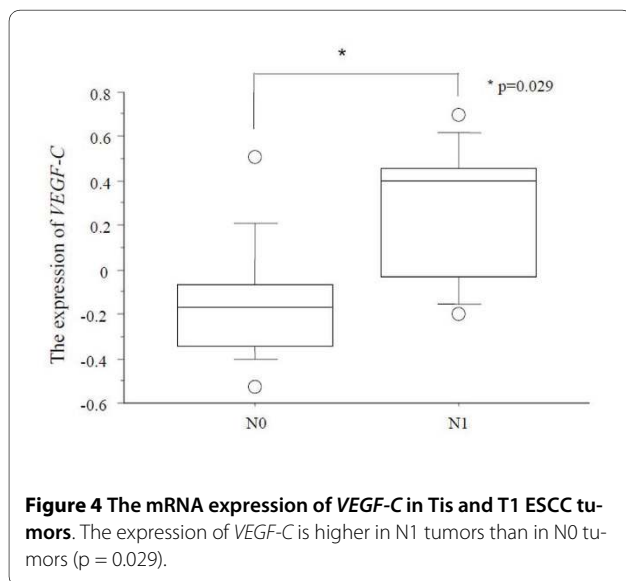 *
* p=0.029
The expression of VEGF-C
0.8
0.6
0.4
0.2
0
-0.2
-0.4
-0.6
N0
N1
Figure 4 The mRNA expression of VEGF-C in Tis and T1 ESCC tu-
mors. The expression of VEGF-C is higher in N1 tumors than in N0 tu-
mors (p = 0.029).